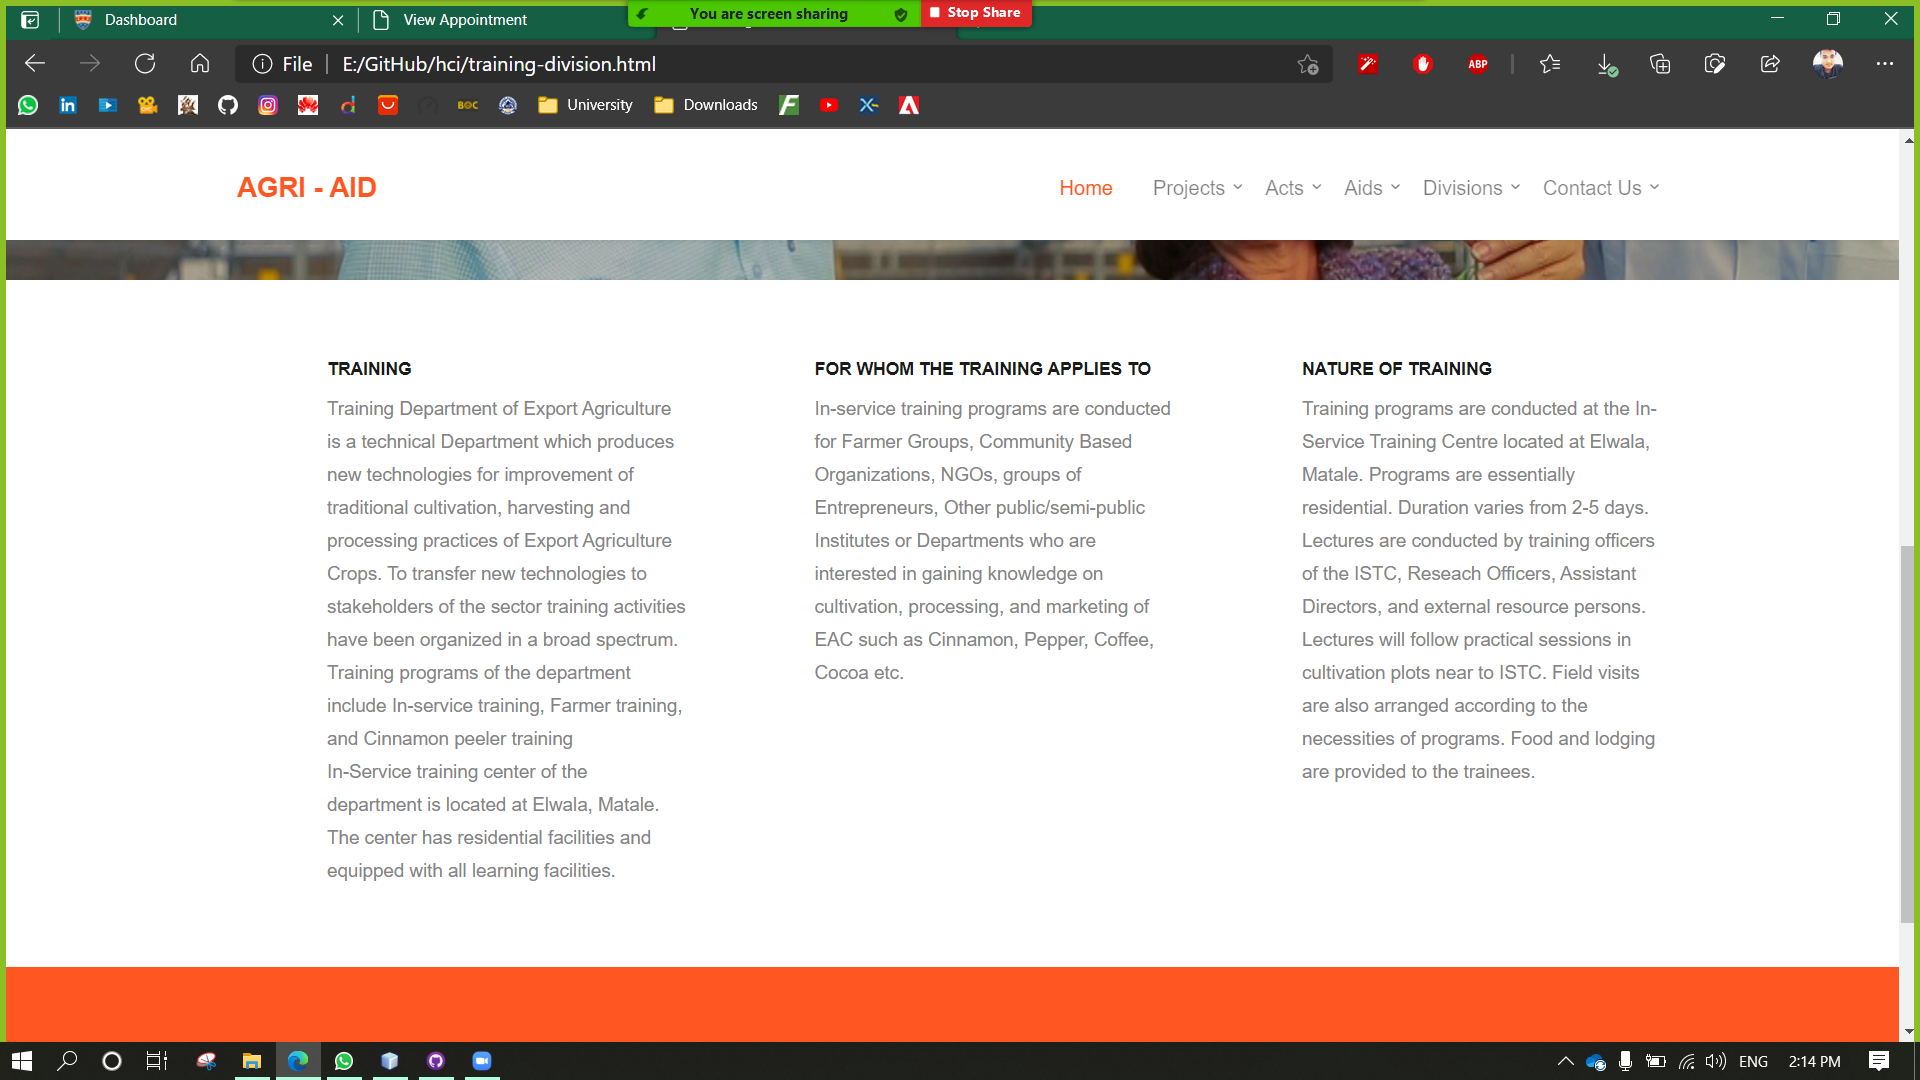 Dashboard
View Appointment
You are screen sharing
Stop Share
File
E:/GitHub/hci/training-division.html
ABP
BOC
University
Downloads
AGRI - AID
Home
Projects
Acts
Aids
Divisions
Contact Us
TRAINING
Training Department of Export Agriculture
is a technical Department which produces
new technologies for improvement of
traditional cultivation, harvesting and
processing practices of Export Agriculture
Crops. To transfer new technologies to
stakeholders of the sector training activities
have been organized in a broad spectrum.
Training programs of the department
include In-service training, Farmer training,
and Cinnamon peeler training
In-Service training center of the
department is located at Elwala, Matale.
The center has residential facilities and
equipped with all learning facilities.
FOR WHOM THE TRAINING APPLIES TO
In-service training programs are conducted
for Farmer Groups, Community Based
Organizations, NGOs, groups of
Entrepreneurs, Other public/semi-public
Institutes or Departments who are
interested in gaining knowledge on
cultivation, processing, and marketing of
EAC such as Cinnamon, Pepper, Coffee,
Cocoa etc.
NATURE OF TRAINING
Training programs are conducted at the In-
Service Training Centre located at Elwala,
Matale. Programs are essentially
residential. Duration varies from 2-5 days.
Lectures are conducted by training officers
of the ISTC, Reseach Officers, Assistant
Directors, and external resource persons.
Lectures will follow practical sessions in
cultivation plots near to ISTC. Field visits
are also arranged according to the
necessities of programs. Food and lodging
are provided to the trainees.
ENG
2:14 PM